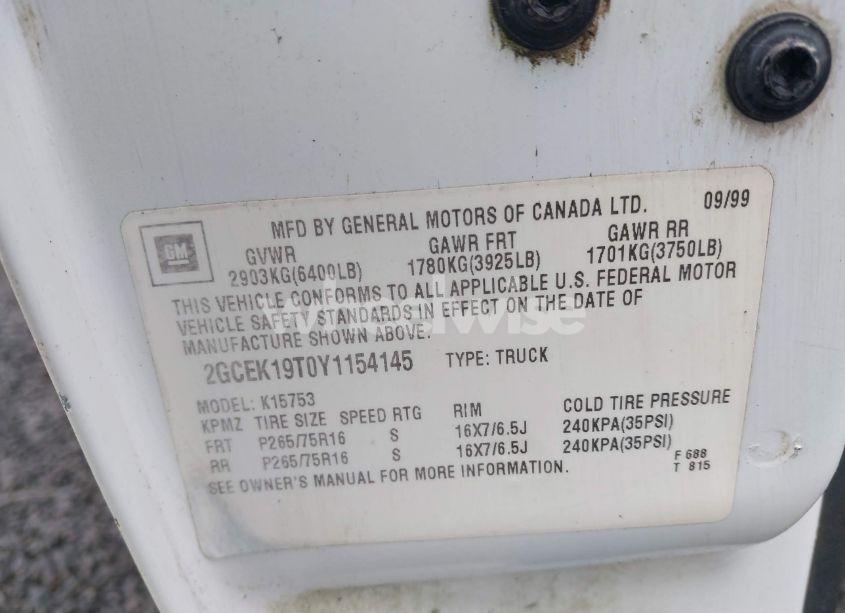 GM
MFD BY GENERAL MOTORS OF CANADA LTD. 09/99
GVWR GAWR FRT GAWR RR
2903KG(6400LB) 1780KG(3925LB) 1701KG(3750LB)
THIS VEHICLE CONFORMS TO ALL APPLICABLE U.S. FEDERAL MOTOR
VEHICLE SAFETY STANDARDS IN EFFECT ON THE DATE OF
MANUFACTURE SHOWN ABOVE.
2GCEK19T0Y1154145 TYPE: TRUCK
MODEL: K15753
KPMZ TIRE SIZE SPEED RTG RIM COLD TIRE PRESSURE
FRT P265/75R16 S 16X7/6.5J 240KPA(35PSI)
RR P265/75R16 S 16X7/6.5J 240KPA(35PSI)
SEE OWNER'S MANUAL FOR MORE INFORMATION.
F 688
T 815